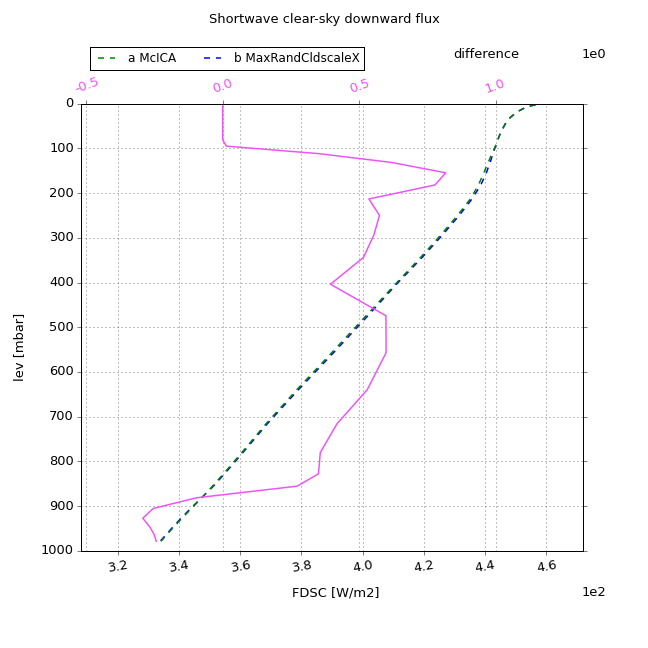 Shortwave clear-sky downward flux
a McICA b MaxRandCldscaleX
difference 1e0
-0.5 0.0 0.5 1.0
0
100
200
300
400
500
600
700
800
900
1000
lev [mbar]
3.2 3.4 3.6 3.8 4.0 4.2 4.4 4.6
FDSC [W/m2] 1e2